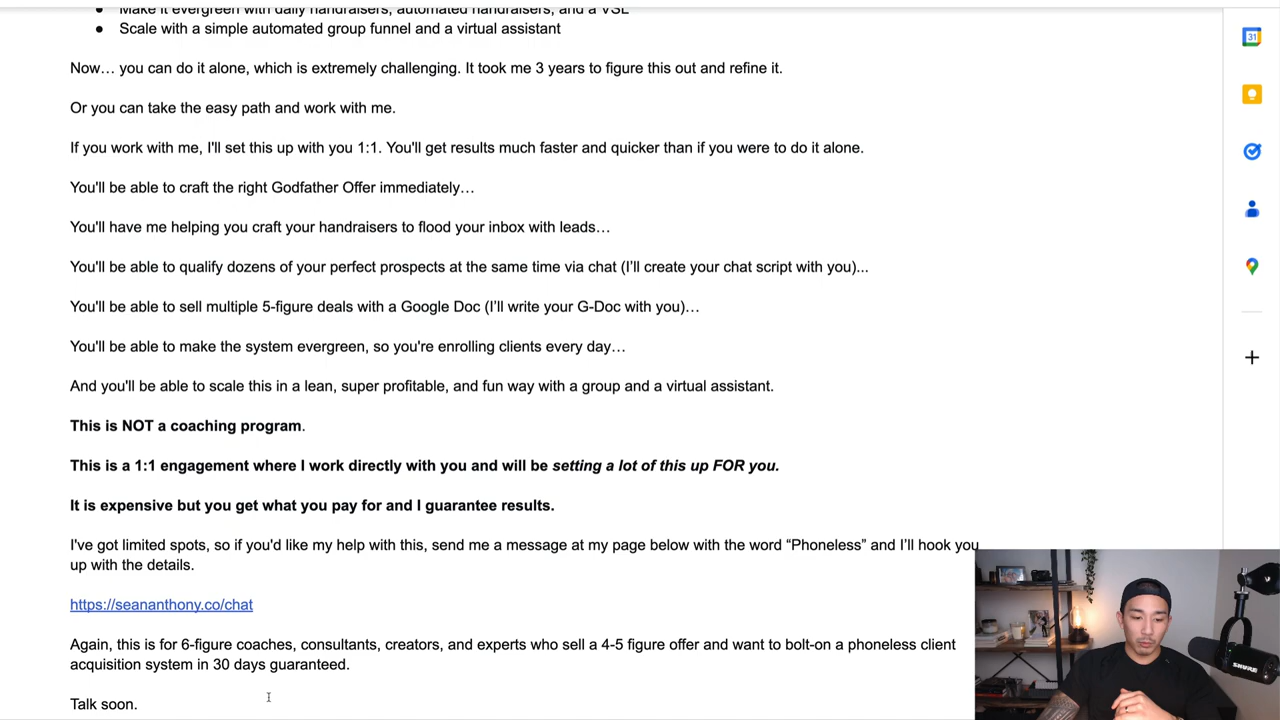 Make it evergreen with daily handraisers, automated handraisers, and a VSL
Scale with a simple automated group funnel and a virtual assistant
Now… you can do it alone, which is extremely challenging. It took me 3 years to figure this out and refine it.
Or you can take the easy path and work with me.
If you work with me, I'll set this up with you 1:1. You'll get results much faster and quicker than if you were to do it alone.
You'll be able to craft the right Godfather Offer immediately…
You'll have me helping you craft your handraisers to flood your inbox with leads…
You'll be able to qualify dozens of your perfect prospects at the same time via chat (I’ll create your chat script with you)...
You'll be able to sell multiple 5-figure deals with a Google Doc (I’ll write your G-Doc with you)…
You'll be able to make the system evergreen, so you're enrolling clients every day…
And you'll be able to scale this in a lean, super profitable, and fun way with a group and a virtual assistant.
This is NOT a coaching program.
This is a 1:1 engagement where I work directly with you and will be setting a lot of this up FOR you.
It is expensive but you get what you pay for and I guarantee results.
I've got limited spots, so if you'd like my help with this, send me a message at my page below with the word “Phoneless” and I’ll hook you
up with the details.
https://seananthony.co/chat
Again, this is for 6-figure coaches, consultants, creators, and experts who sell a 4-5 figure offer and want to bolt-on a phoneless client
acquisition system in 30 days guaranteed.
Talk soon.
31
SHURE